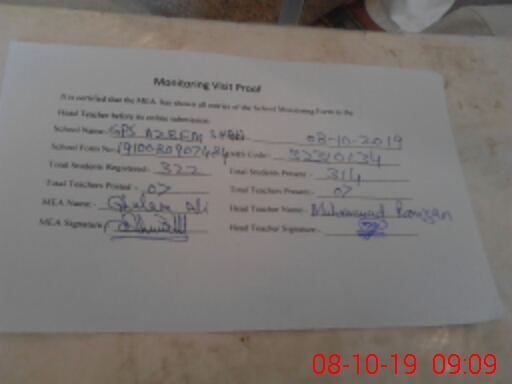 Monitoring Visit Proof
It is certified that the MEA has shown all entries of the School Monitoring Form to the
Head Teacher before its online submission.
School Name:- GPS AZEEM 08-10-2019
School Form No: Code:-
Total Students Registered:- 322 Total Students Present:- 314
Total Teachers Posted:- 07 Total Teachers Present:- 07
MEA Name:- Ghulam Ali Head Teacher Name:- Muhammad Ramzan
MEA Signature: Head Teacher Signature:-
08-10-19 09:09